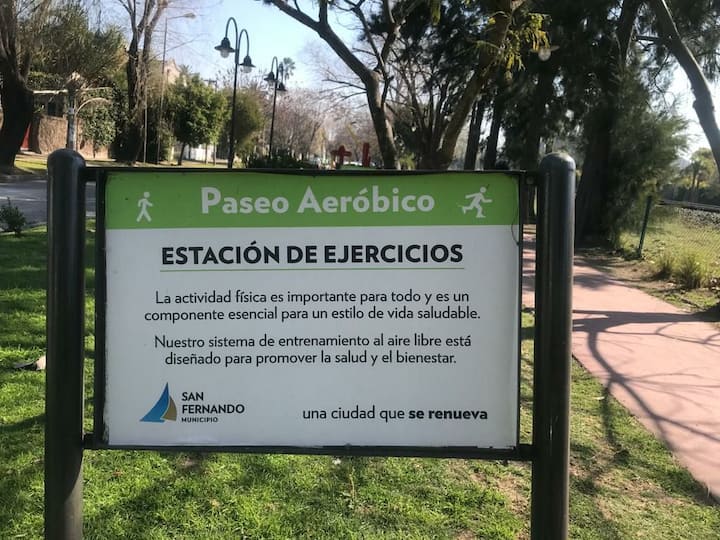 Paseo Aeróbico
ESTACIÓN DE EJERCICIOS
La actividad física es importante para todo y es un
componente esencial para un estilo de vida saludable.
Nuestro sistema de entrenamiento al aire libre está
diseñado para promover la salud y el bienestar.
SAN
FERNANDO
MUNICIPIO
una ciudad que se renueva